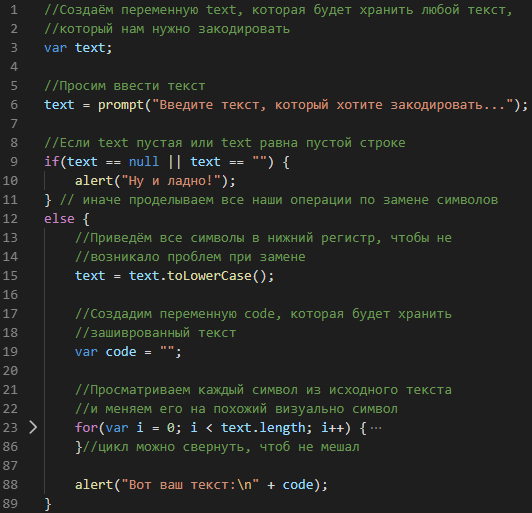 1 //Создаём переменную text, которая будет хранить любой текст,
2 //который нам нужно закодировать
3 var text;
4
5 //Просим ввести текст
6 text = prompt("Введите текст, который хотите закодировать...");
7
8 //Если text пустая или text равна пустой строке
9 if(text == null || text == "") {
10     alert("Ну и ладно!");
11 } // иначе проделываем все наши операции по замене символов
12 else {
13     //Приведём все символы в нижний регистр, чтобы не
14     //возникало проблем при замене
15     text = text.toLowerCase();
16
17     //Создадим переменную code, которая будет хранить
18     //зашиврованный текст
19     var code = "";
20
21     //Просматриваем каждый символ из исходного текста
22     //и меняем его на похожий визуально символ
23     for(var i = 0; i < text.length; i++) {…
86     }//цикл можно свернуть, чтоб не мешал
87
88     alert("Вот ваш текст:\n" + code);
89 }